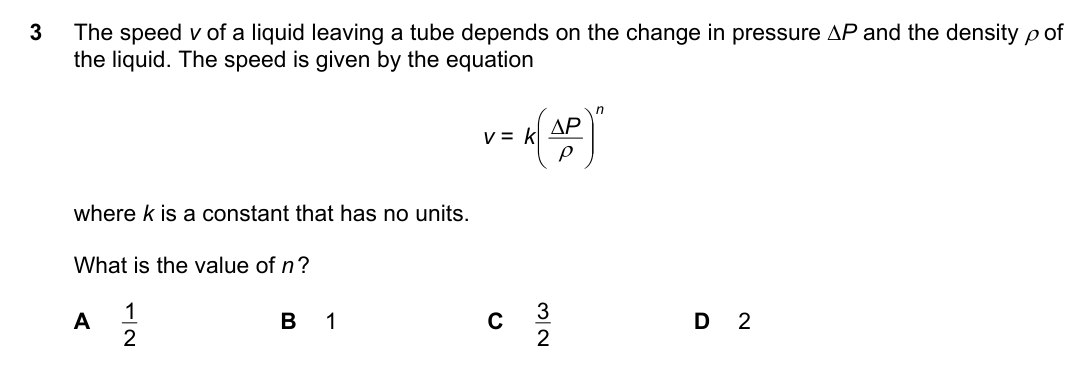 3 The speed v of a liquid leaving a tube depends on the change in pressure ΔP and the density ρ of
the liquid. The speed is given by the equation
v = k(ΔP/ρ)^n
where k is a constant that has no units.
What is the value of n?
A 1/2 B 1 C 3/2 D 2